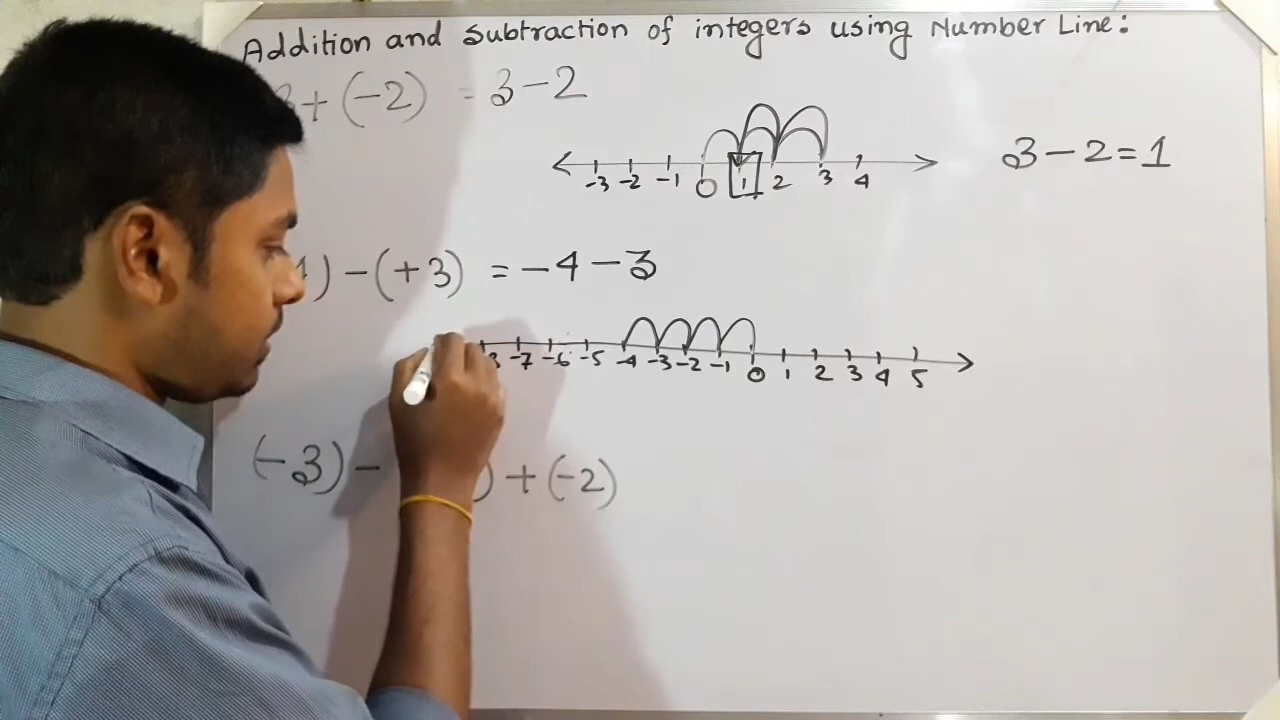 Addition and Subtraction of integers using Number Line:
+ (-2) = 3 - 2
-3 -2 -1 0 1 2 3 4
3 - 2 = 1
) - (+3) = -4 - 3
-7 -6 -5 -4 -3 -2 -1 0 1 2 3 4 5
(-3) - ) + (-2)